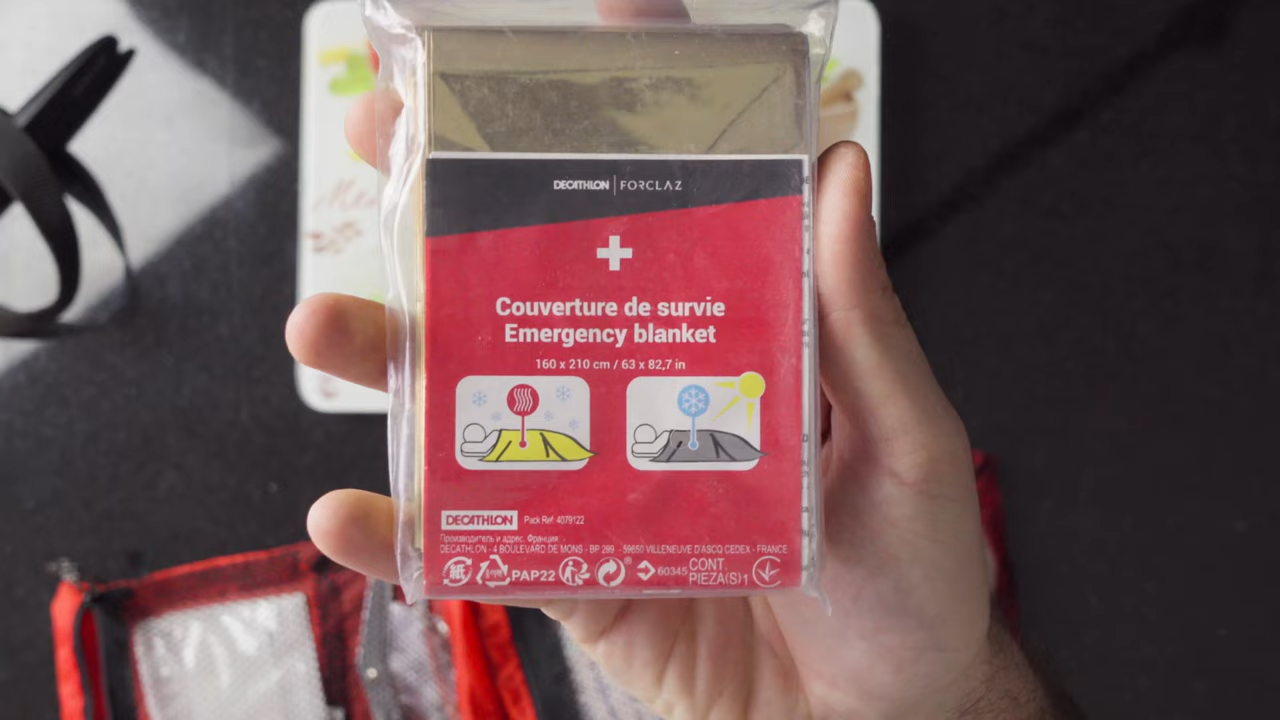 DECATHLON | FORCLAZ
Couverture de survie
Emergency blanket
160 x 210 cm / 63 x 82,7 in
DECATHLON Pack Ref: 4079122
Производитель и адрес, Франция
DECATHLON - 4 BOULEVARD DE MONS - BP 299 - 59650 VILLENEUVE D'ASCQ CEDEX - FRANCE
紙 PAP22 60345 CONT.
PIEZA(S)1